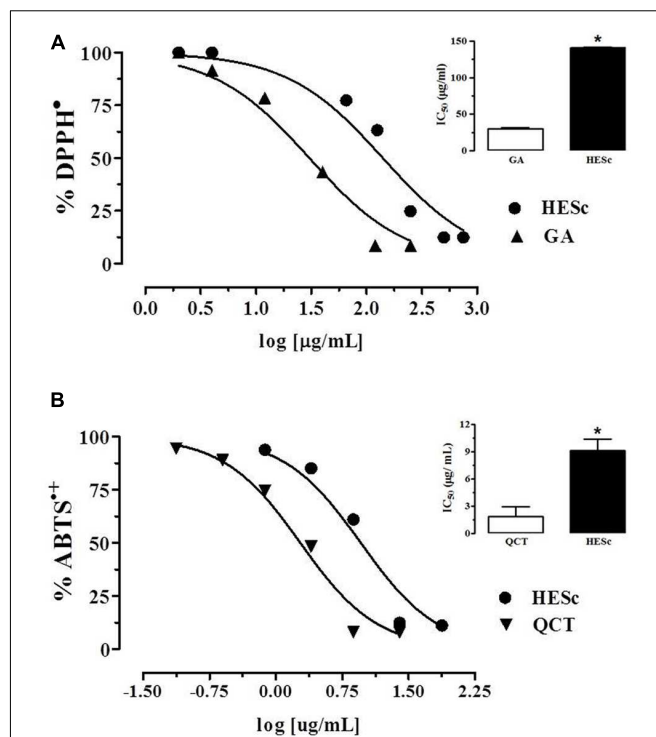 A
% DPPH•
100
75
50
25
0
0.0 0.5 1.0 1.5 2.0 2.5 3.0
log [µg/mL]
IC50 (µg/ml)
150
100
50
0
*
GA HESc
● HESc
▲ GA
B
% ABTS•+
100
75
50
25
0
-1.50 -0.75 0.00 0.75 1.50 2.25
log [ug/mL]
IC50 (µg/ mL)
12
9
6
3
0
*
QCT HESc
● HESc
▼ QCT